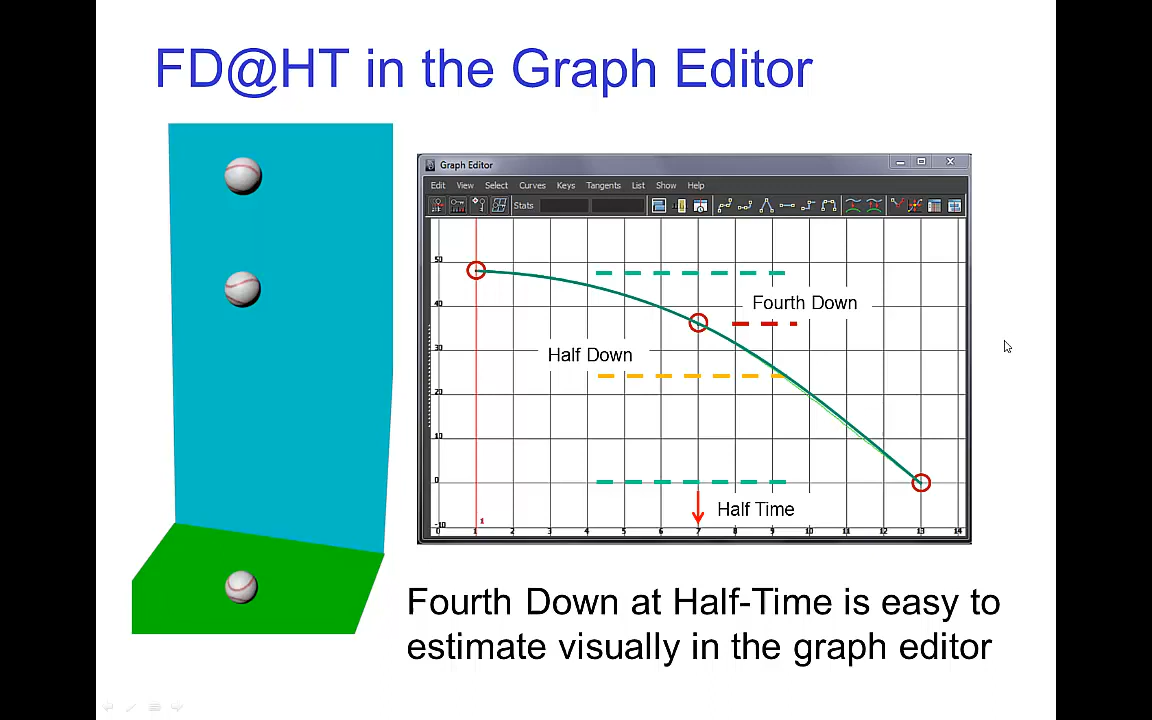 FD@HT in the Graph Editor
Graph Editor
Edit View Select Curves Keys Tangents List Show Help
Stats
50
40
30
20
10
0
-10
Fourth Down
Half Down
Half Time
1
0 1 2 3 4 5 6 7 8 9 10 11 12 13 14
Fourth Down at Half-Time is easy to
estimate visually in the graph editor